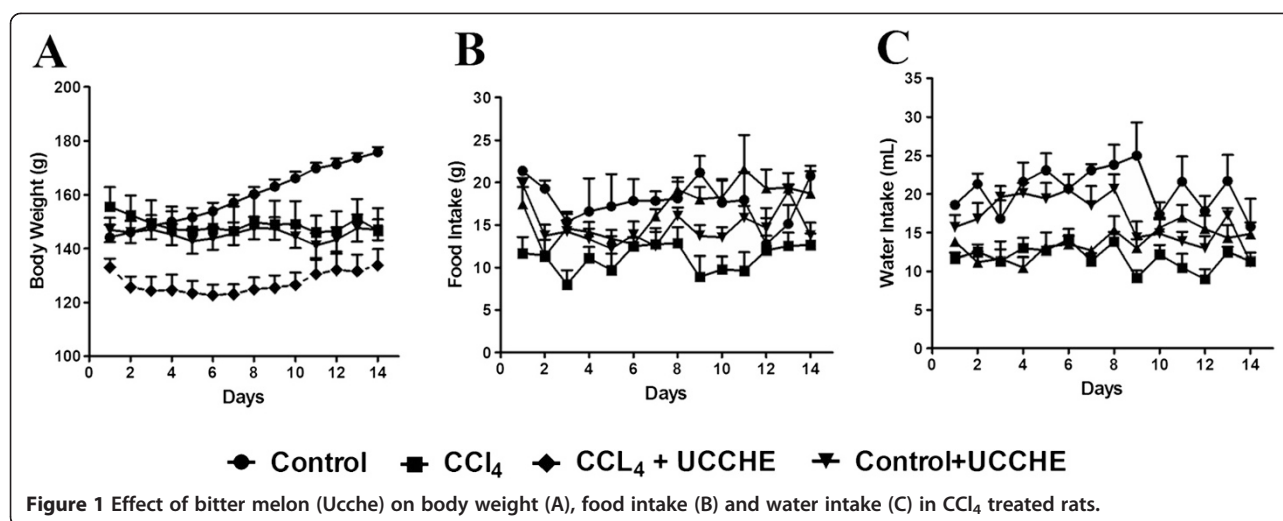 A
B
C
Body Weight (g)
200
180
160
140
120
100
0 2 4 6 8 10 12 14
Days
Food Intake (g)
30
25
20
15
10
5
0
0 2 4 6 8 10 12 14
Days
Water Intake (mL)
35
30
25
20
15
10
5
0
0 2 4 6 8 10 12 14
Days
Control CCl₄ CCL₄ + UCCHE Control+UCCHE
Figure 1 Effect of bitter melon (Ucche) on body weight (A), food intake (B) and water intake (C) in CCl₄ treated rats.